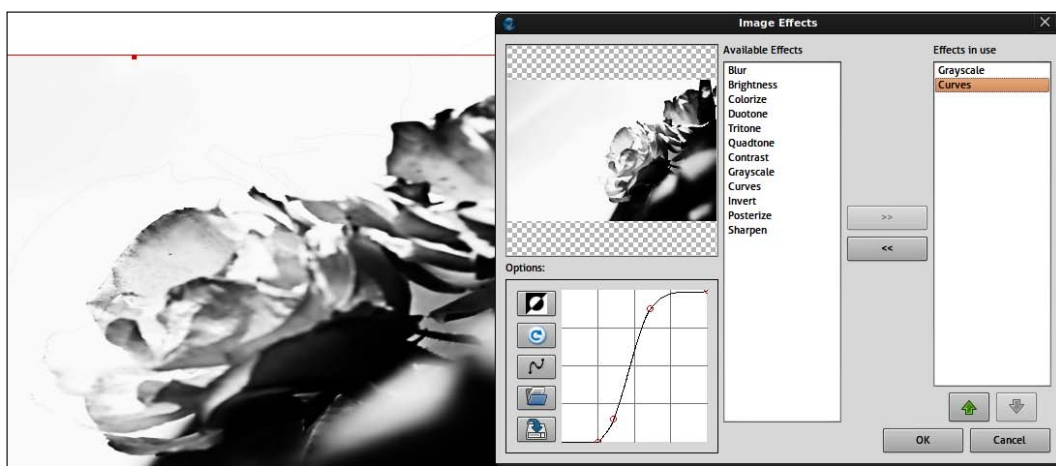 Image Effects
Available Effects
Blur
Brightness
Colorize
Duotone
Tritone
Quadtone
Contrast
Grayscale
Curves
Invert
Posterize
Sharpen
>>
<<
Effects in use
Grayscale
Curves
Options:
OK
Cancel